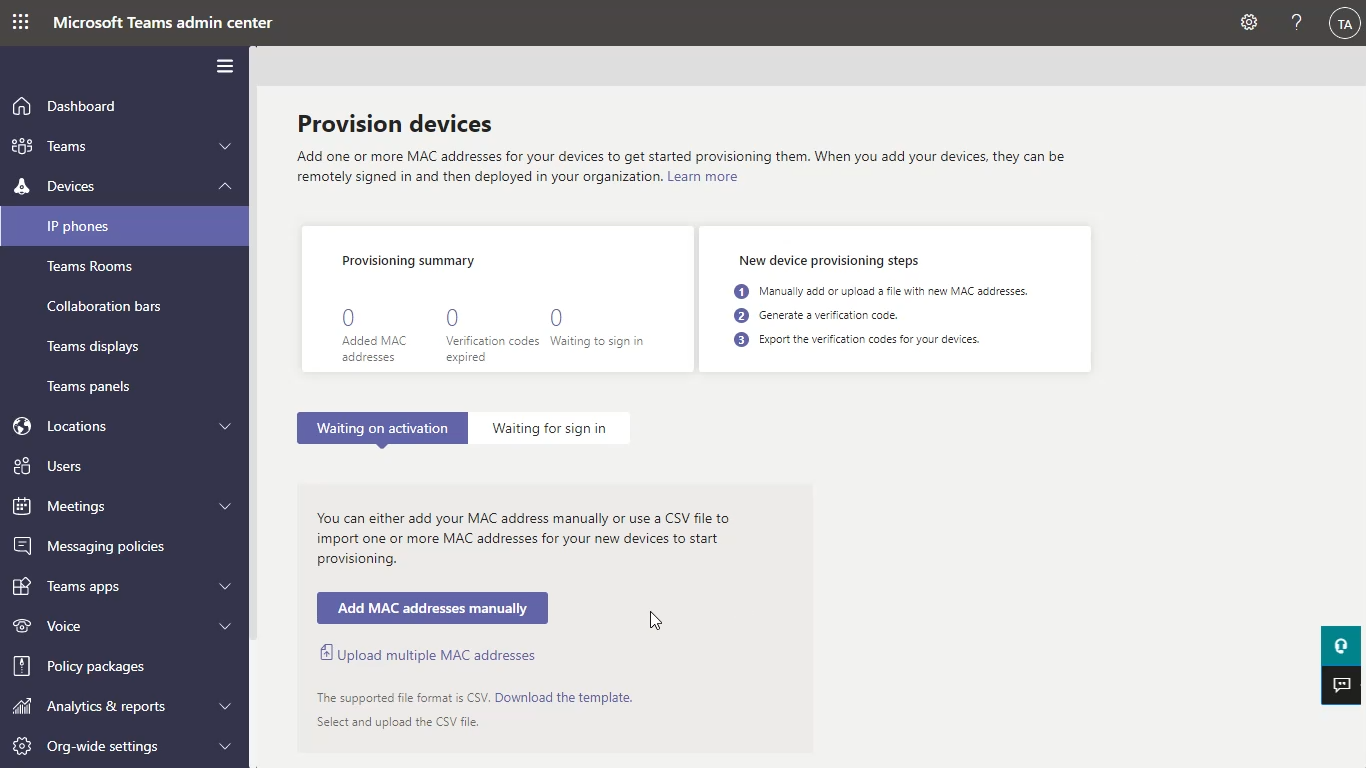 Microsoft Teams admin center
?
TA
Dashboard
Teams
Devices
IP phones
Teams Rooms
Collaboration bars
Teams displays
Teams panels
Locations
Users
Meetings
Messaging policies
Teams apps
Voice
Policy packages
Analytics & reports
Org-wide settings
Provision devices
Add one or more MAC addresses for your devices to get started provisioning them. When you add your devices, they can be
remotely signed in and then deployed in your organization. Learn more
Provisioning summary
0
Added MAC
addresses
0
Verification codes
expired
0
Waiting to sign in
New device provisioning steps
1 Manually add or upload a file with new MAC addresses.
2 Generate a verification code.
3 Export the verification codes for your devices.
Waiting on activation
Waiting for sign in
You can either add your MAC address manually or use a CSV file to
import one or more MAC addresses for your new devices to start
provisioning.
Add MAC addresses manually
Upload multiple MAC addresses
The supported file format is CSV. Download the template.
Select and upload the CSV file.